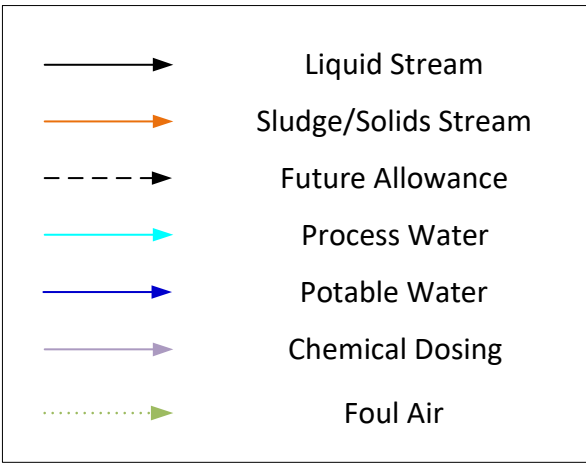 Liquid Stream
Sludge/Solids Stream
Future Allowance
Process Water
Potable Water
Chemical Dosing
Foul Air